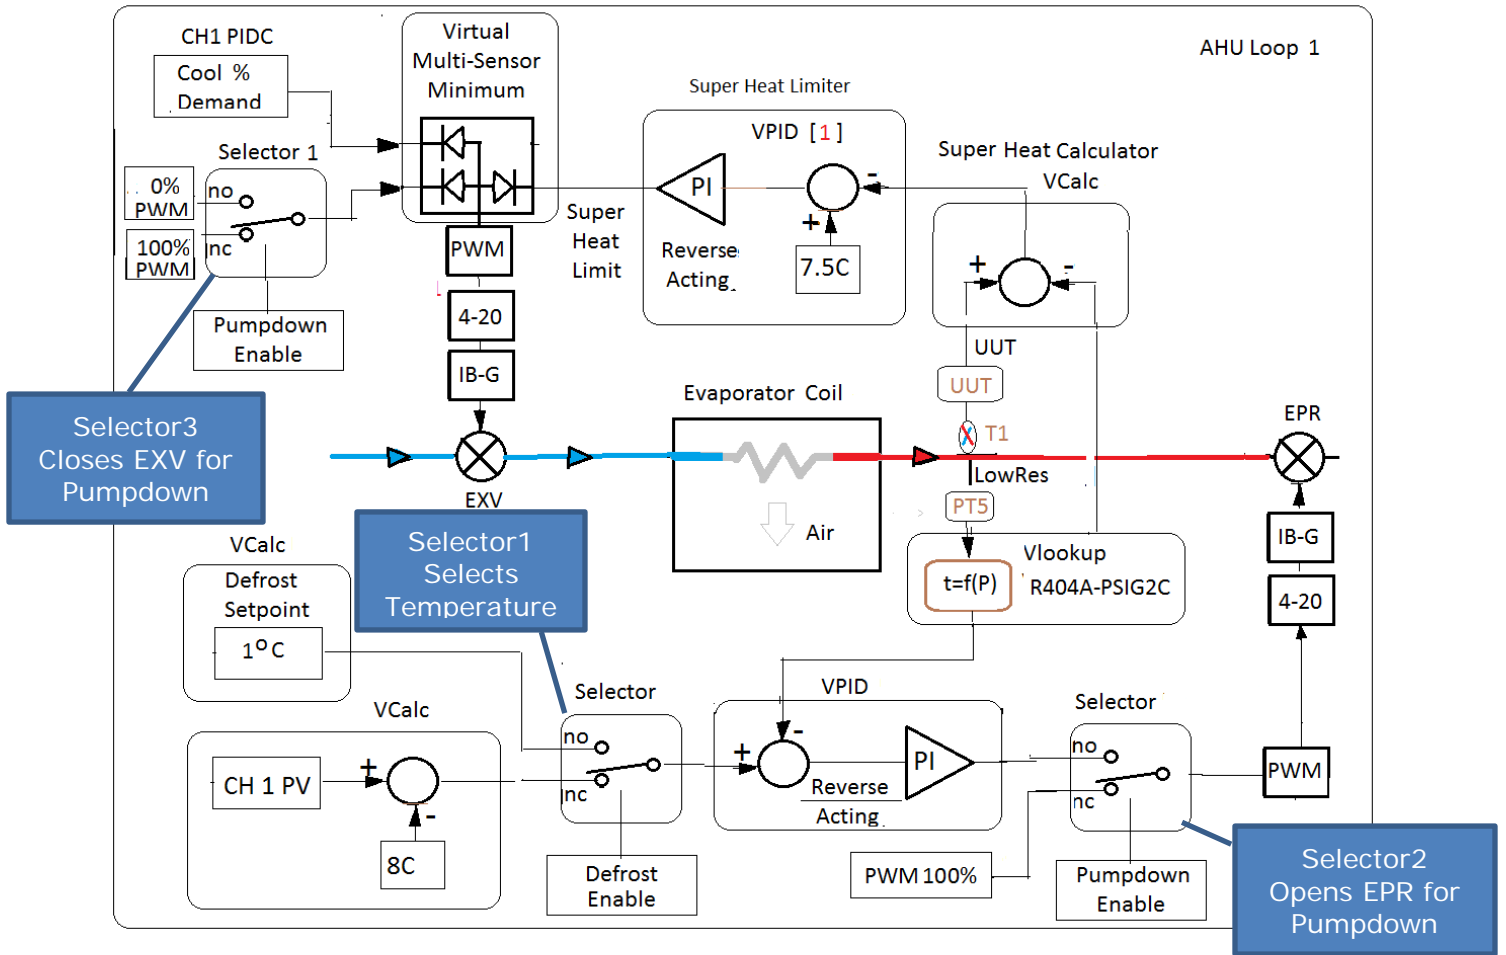 AHU Loop 1
CH1 PIDC
Cool %
Demand
Virtual
Multi-Sensor
Minimum
Super Heat Limiter
VPID [1]
PI
Reverse
Acting
-
+
7.5C
Super Heat Calculator
VCalc
+
-
Selector 1
0%
PWM
100%
PWM
no
nc
Pumpdown
Enable
Super
Heat
Limit
PWM
4-20
IB-G
EXV
Selector3
Closes EXV for
Pumpdown
Evaporator Coil
Air
UUT
UUT
T1
LowRes
PT5
Vlookup
t=f(P)
R404A-PSIG2C
EPR
IB-G
4-20
PWM
Selector1
Selects
Temperature
VCalc
Defrost
Setpoint
1°C
VCalc
CH 1 PV
+
-
8C
Selector
no
nc
Defrost
Enable
VPID
-
+
PI
Reverse
Acting
Selector
no
nc
PWM 100%
Pumpdown
Enable
Selector2
Opens EPR for
Pumpdown